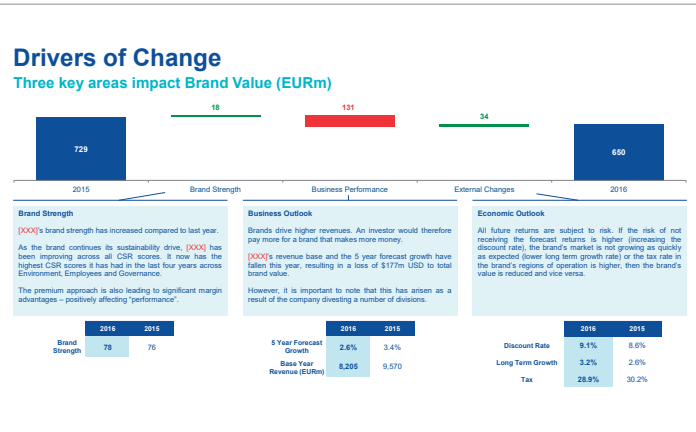 Drivers of Change
Three key areas impact Brand Value (EURm)
18
131
34
729
650
2015
Brand Strength
Business Performance
External Changes
2016
Brand Strength
[XXX]'s brand strength has increased compared to last year.
As the brand continues its sustainability drive, [XXX] has
been improving across all CSR scores. It now has the
highest CSR scores it has had in the last four years across
Environment, Employees and Governance.
The premium approach is also leading to significant margin
advantages – positively affecting “performance”.
2016 2015
Brand
Strength
78 76
Business Outlook
Brands drive higher revenues. An investor would therefore
pay more for a brand that makes more money.
[XXX]'s revenue base and the 5 year forecast growth have
fallen this year, resulting in a loss of $177m USD to total
brand value.
However, it is important to note that this has arisen as a
result of the company divesting a number of divisions.
2016 2015
5 Year Forecast
Growth
2.6% 3.4%
Base Year
Revenue (EURm)
8,205 9,570
Economic Outlook
All future returns are subject to risk. If the risk of not
receiving the forecast returns is higher (increasing the
discount rate), the brand's market is not growing as quickly
as expected (lower long term growth rate) or the tax rate in
the brand's regions of operation is higher, then the brand's
value is reduced and vice versa.
2016 2015
Discount Rate 9.1% 8.6%
Long Term Growth 3.2% 2.6%
Tax 28.9% 30.2%